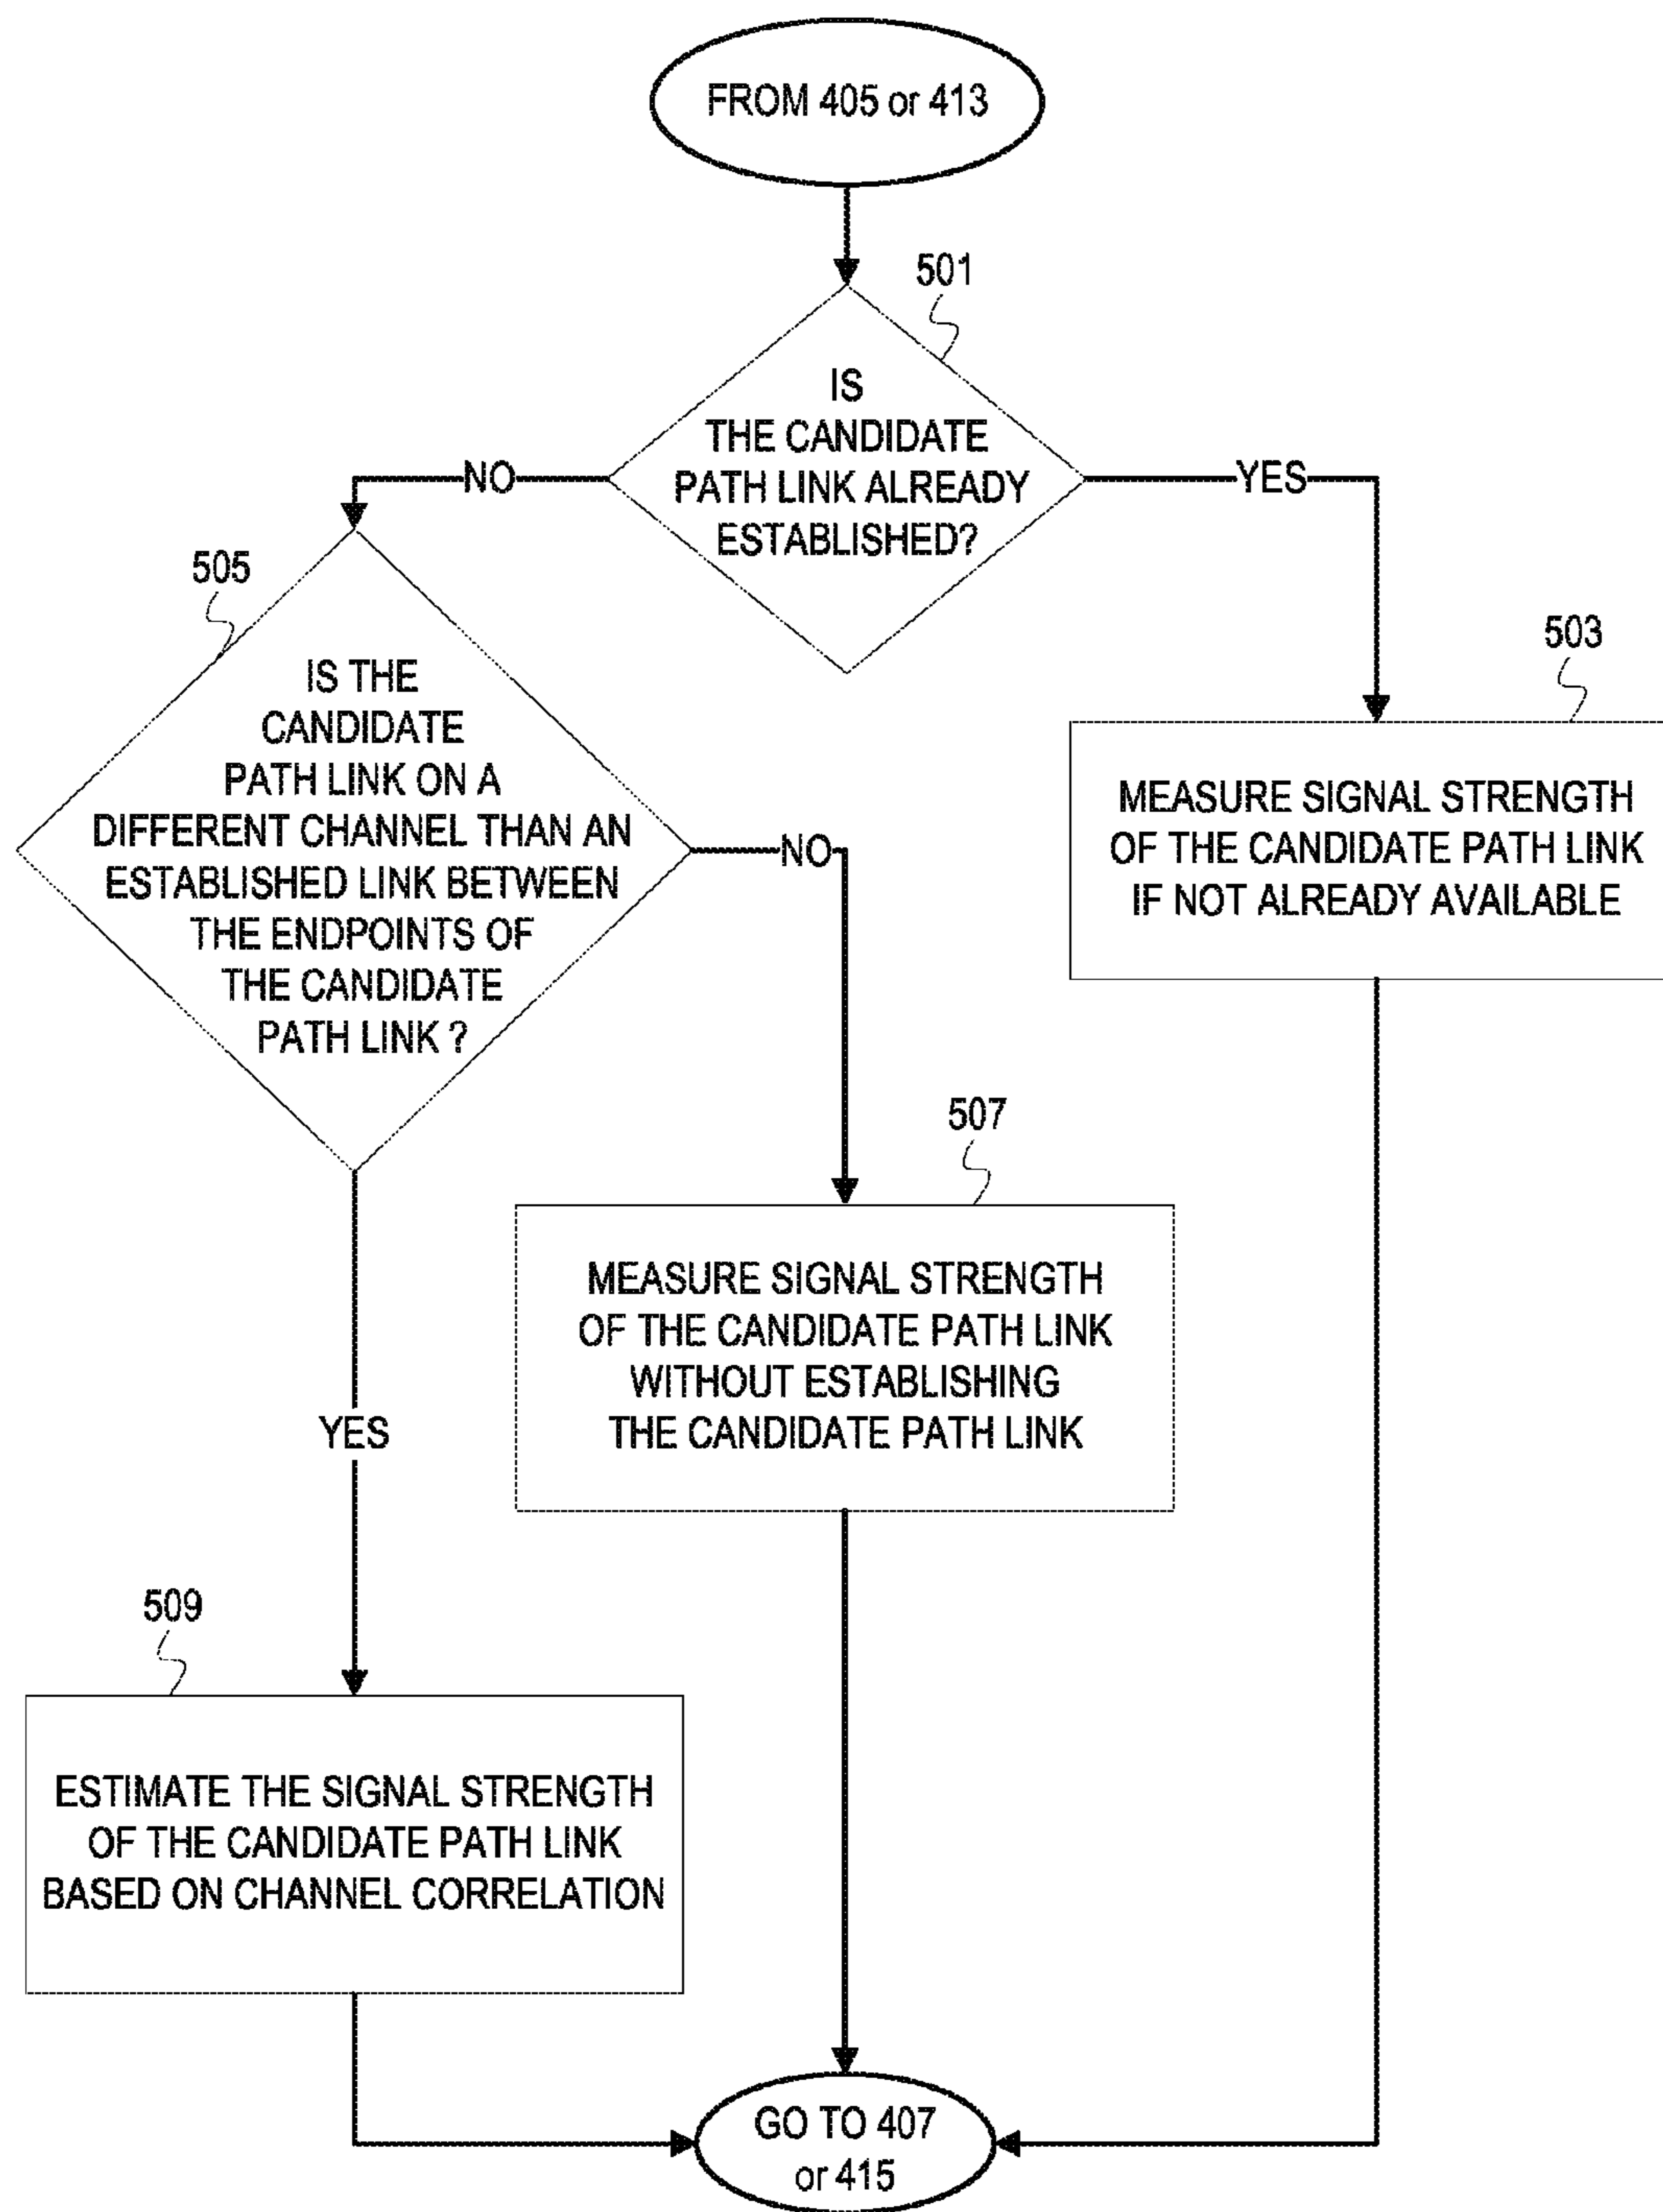 FROM 405 or 413
501
IS
THE CANDIDATE
PATH LINK ALREADY
ESTABLISHED?
NO
YES
505
IS THE
CANDIDATE
PATH LINK ON A
DIFFERENT CHANNEL THAN AN
ESTABLISHED LINK BETWEEN
THE ENDPOINTS OF
THE CANDIDATE
PATH LINK ?
503
MEASURE SIGNAL STRENGTH
OF THE CANDIDATE PATH LINK
IF NOT ALREADY AVAILABLE
NO
507
MEASURE SIGNAL STRENGTH
OF THE CANDIDATE PATH LINK
WITHOUT ESTABLISHING
THE CANDIDATE PATH LINK
YES
509
ESTIMATE THE SIGNAL STRENGTH
OF THE CANDIDATE PATH LINK
BASED ON CHANNEL CORRELATION
GO TO 407
or 415